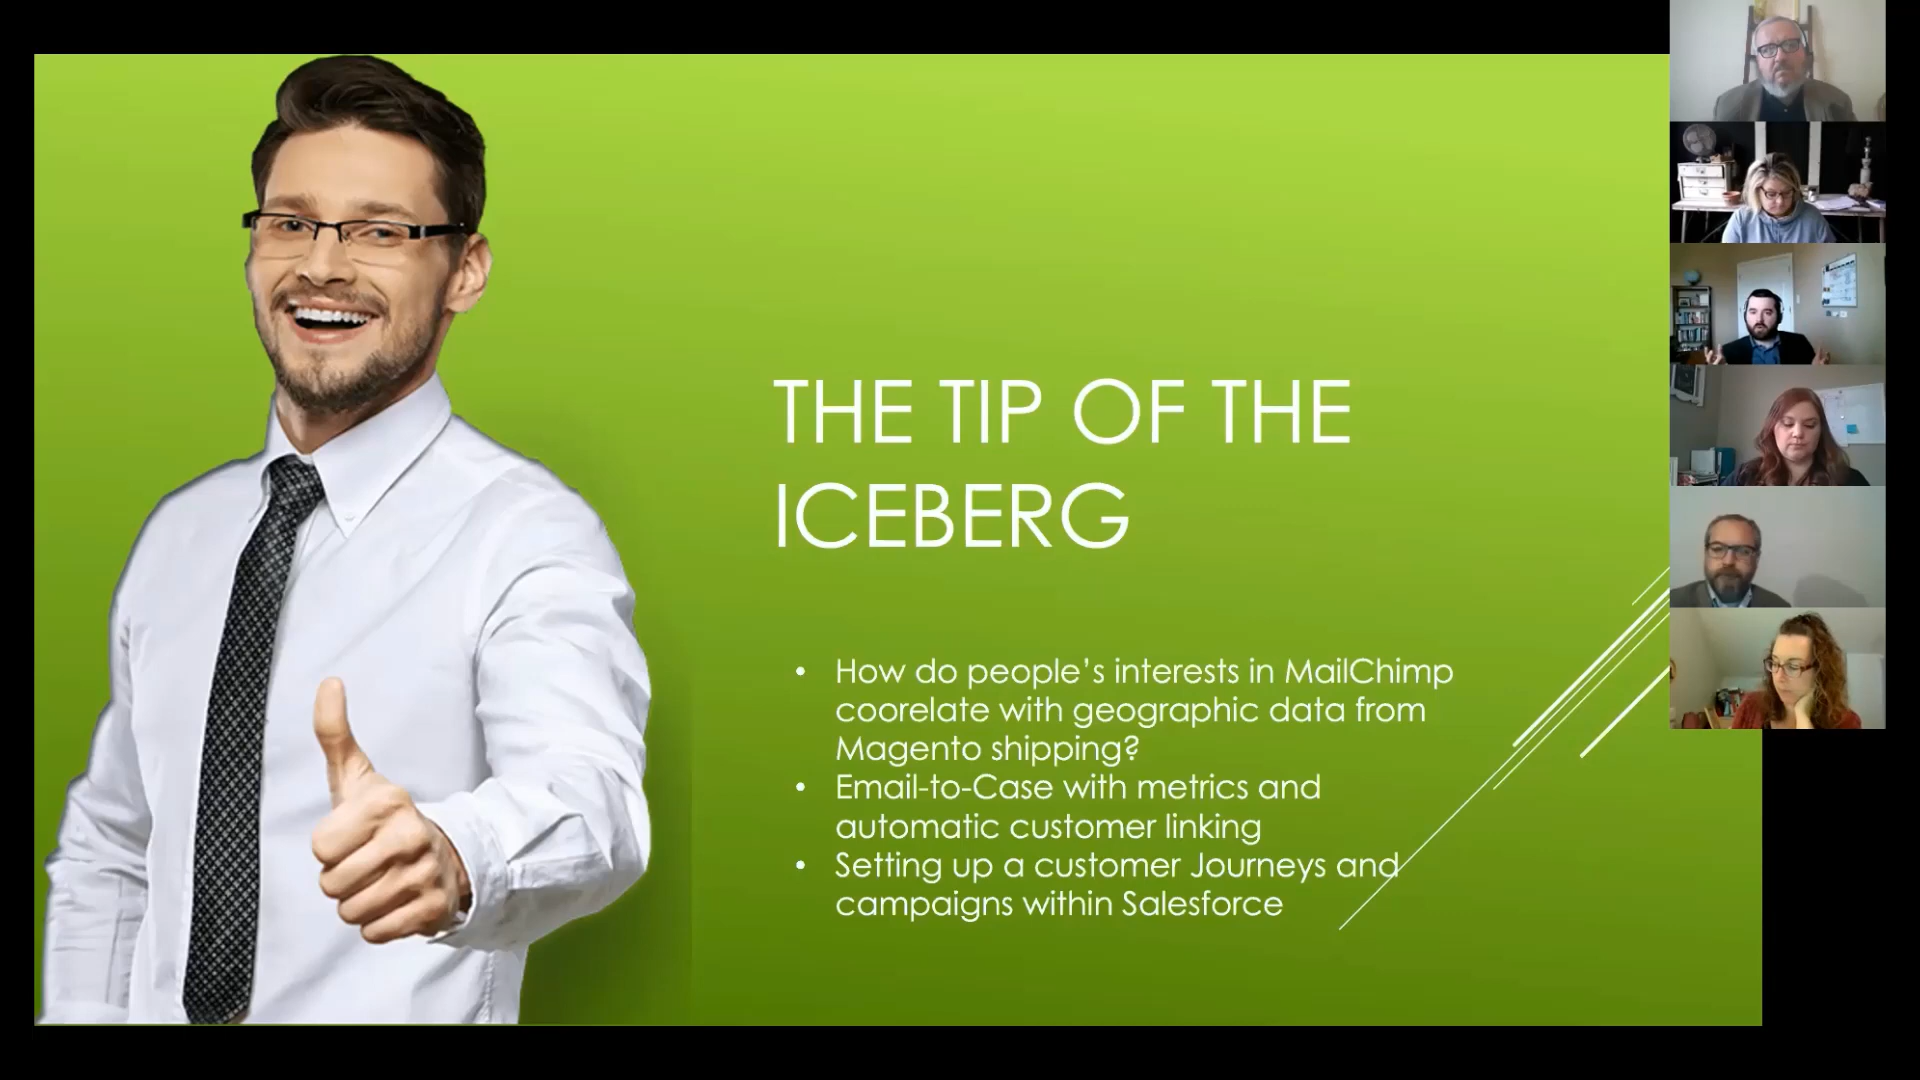 THE TIP OF THE
ICEBERG
• How do people’s interests in MailChimp
coorelate with geographic data from
Magento shipping?
• Email-to-Case with metrics and
automatic customer linking
• Setting up a customer Journeys and
campaigns within Salesforce